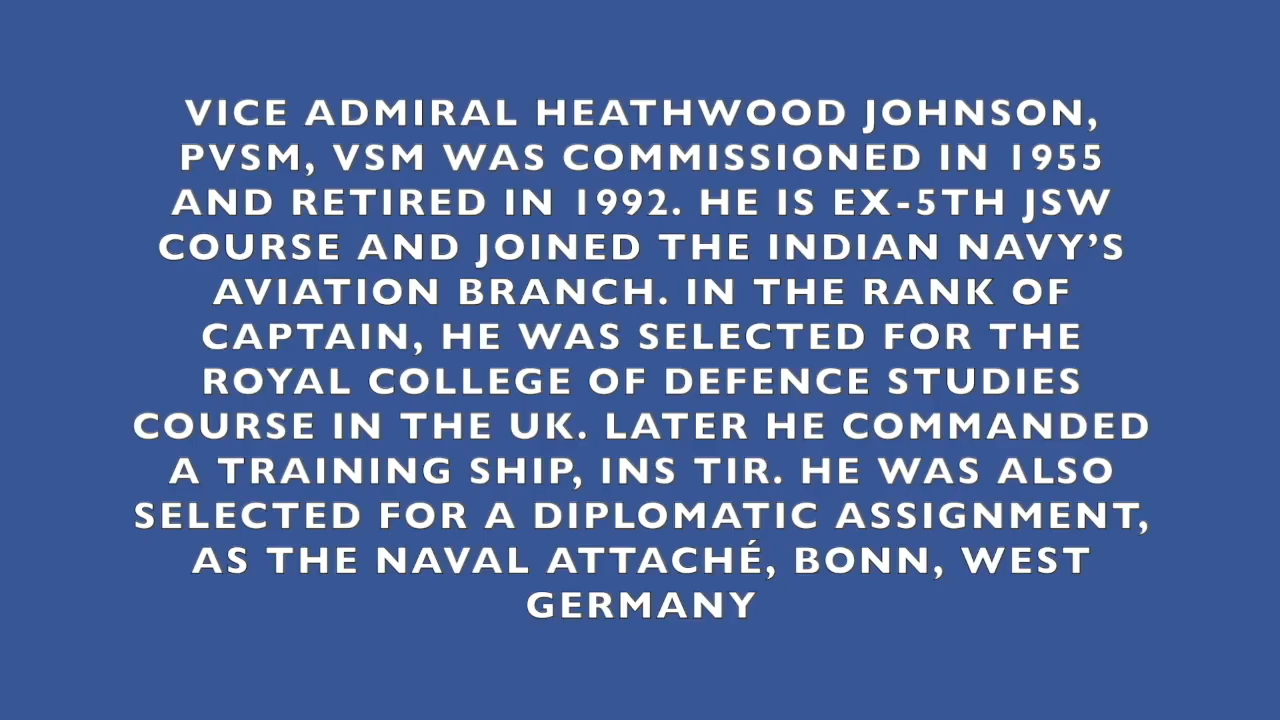 VICE ADMIRAL HEATHWOOD JOHNSON,
PVSM, VSM WAS COMMISSIONED IN 1955
AND RETIRED IN 1992. HE IS EX-5TH JSW
COURSE AND JOINED THE INDIAN NAVY’S
AVIATION BRANCH. IN THE RANK OF
CAPTAIN, HE WAS SELECTED FOR THE
ROYAL COLLEGE OF DEFENCE STUDIES
COURSE IN THE UK. LATER HE COMMANDED
A TRAINING SHIP, INS TIR. HE WAS ALSO
SELECTED FOR A DIPLOMATIC ASSIGNMENT,
AS THE NAVAL ATTACHÉ, BONN, WEST
GERMANY